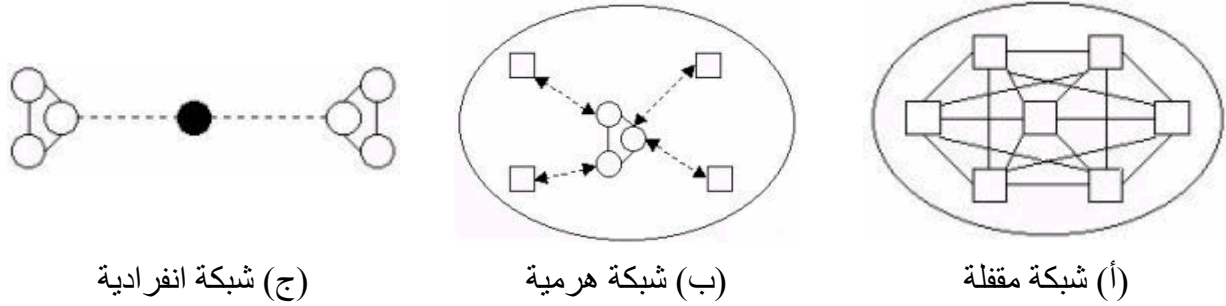 (أ) شبكة مقفلة
(ب) شبكة هرمية
(ج) شبكة انفرادية